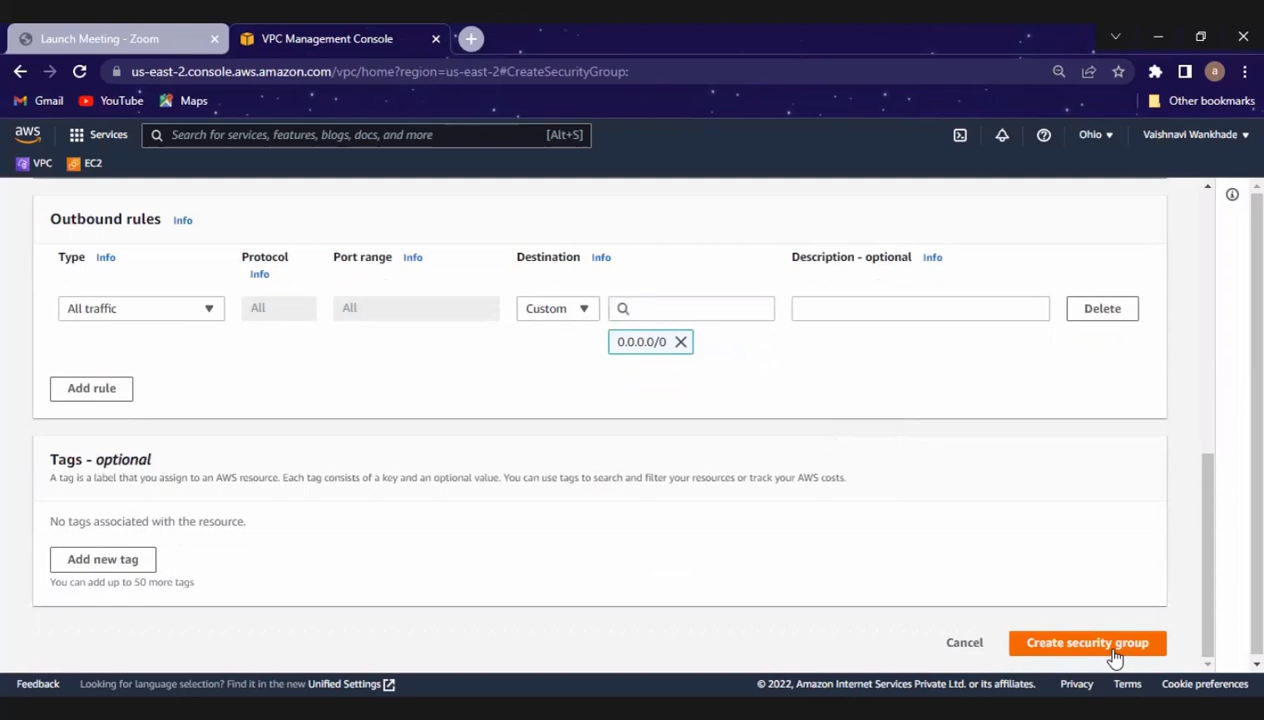 Launch Meeting - Zoom
VPC Management Console
us-east-2.console.aws.amazon.com/vpc/home?region=us-east-2#CreateSecurityGroup:
a
Gmail YouTube Maps Other bookmarks
aws Services Search for services, features, blogs, docs, and more [Alt+S] Ohio Vaishnavi Wankhade
VPC EC2
Outbound rules Info
Type Info Protocol Info Port range Info Destination Info Description - optional Info
All traffic All All Custom Delete
0.0.0.0/0
Add rule
Tags - optional
A tag is a label that you assign to an AWS resource. Each tag consists of a key and an optional value. You can use tags to search and filter your resources or track your AWS costs.
No tags associated with the resource.
Add new tag
You can add up to 50 more tags
Cancel Create security group
Feedback Looking for language selection? Find it in the new Unified Settings © 2022, Amazon Internet Services Private Ltd. or its affiliates. Privacy Terms Cookie preferences